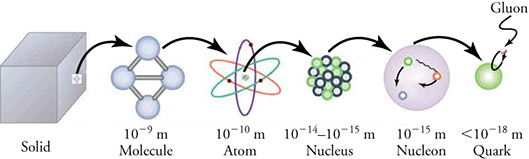 Gluon
Solid
10⁻⁹ m
Molecule
10⁻¹⁰ m
Atom
10⁻¹⁴–10⁻¹⁵ m
Nucleus
10⁻¹⁵ m
Nucleon
<10⁻¹⁸ m
Quark